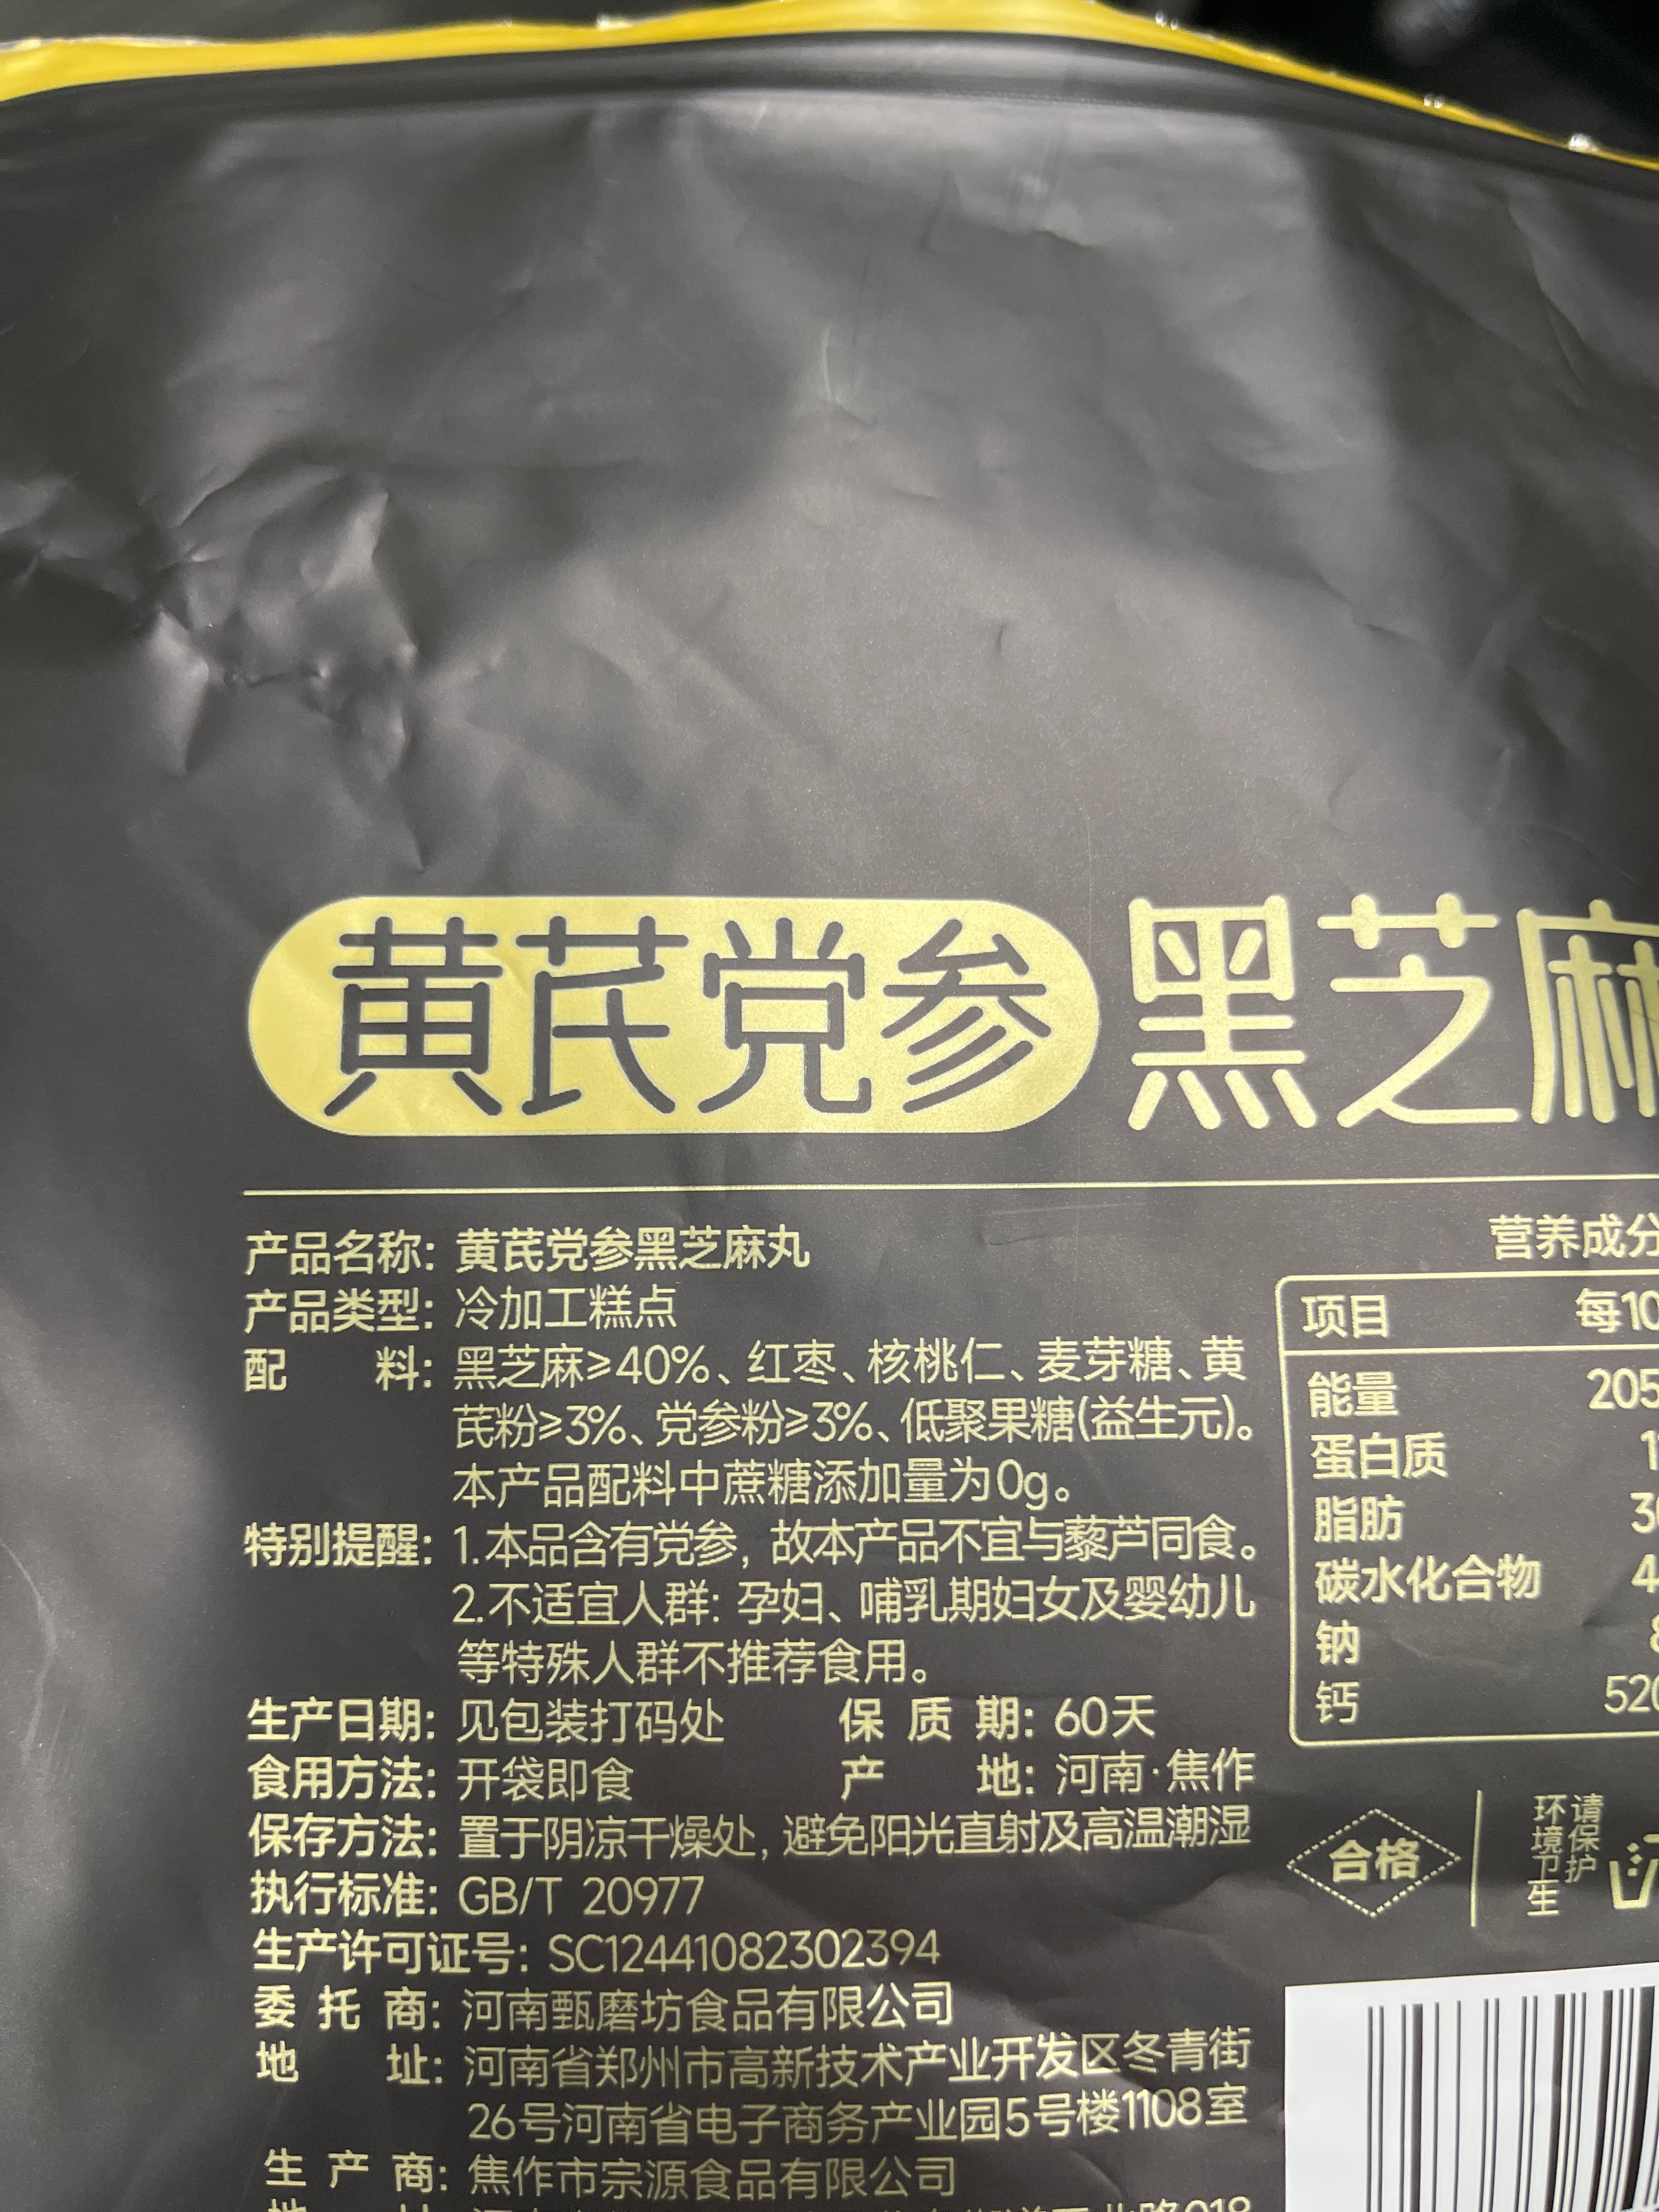 黄芪党参 黑芝麻
产品名称: 黄芪党参黑芝麻丸
产品类型: 冷加工糕点
配 料: 黑芝麻≥40%、红枣、核桃仁、麦芽糖、黄
芪粉≥3%、党参粉≥3%、低聚果糖(益生元)。
本产品配料中蔗糖添加量为0g。
特别提醒: 1.本品含有党参, 故本产品不宜与藜芦同食。
2.不适宜人群: 孕妇、哺乳期妇女及婴幼儿
等特殊人群不推荐食用。
生产日期: 见包装打码处 保 质 期: 60天
食用方法: 开袋即食 产 地: 河南·焦作
保存方法: 置于阴凉干燥处, 避免阳光直射及高温潮湿
执行标准: GB/T 20977
生产许可证号: SC12441082302394
委 托 商: 河南甄磨坊食品有限公司
地 址: 河南省郑州市高新技术产业开发区冬青街
26号河南省电子商务产业园5号楼1108室
生 产 商: 焦作市宗源食品有限公司
营养成分
项目 每10
能量 205
蛋白质
脂肪
碳水化合物
钠
钙 520
合格
请保护
环境卫生